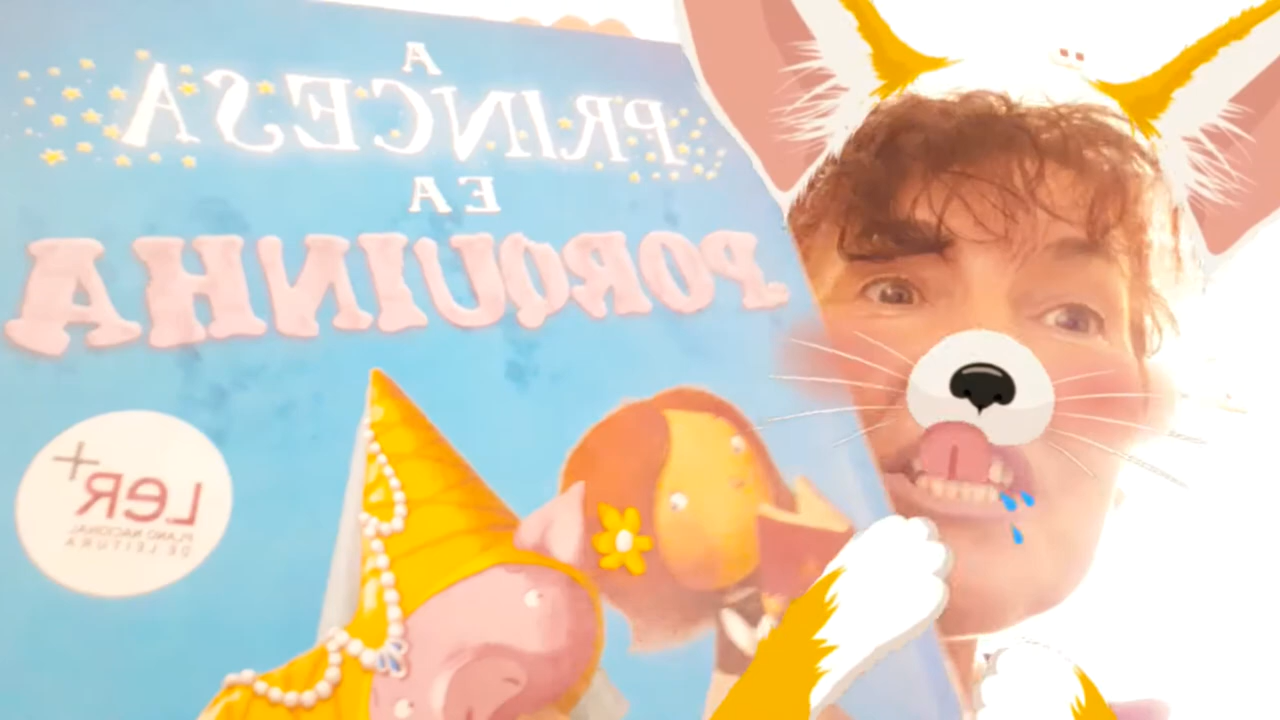 A
PRINCESA
E A
PORQUINHA
LeR+
PLANO NACIONAL
DE LEITURA